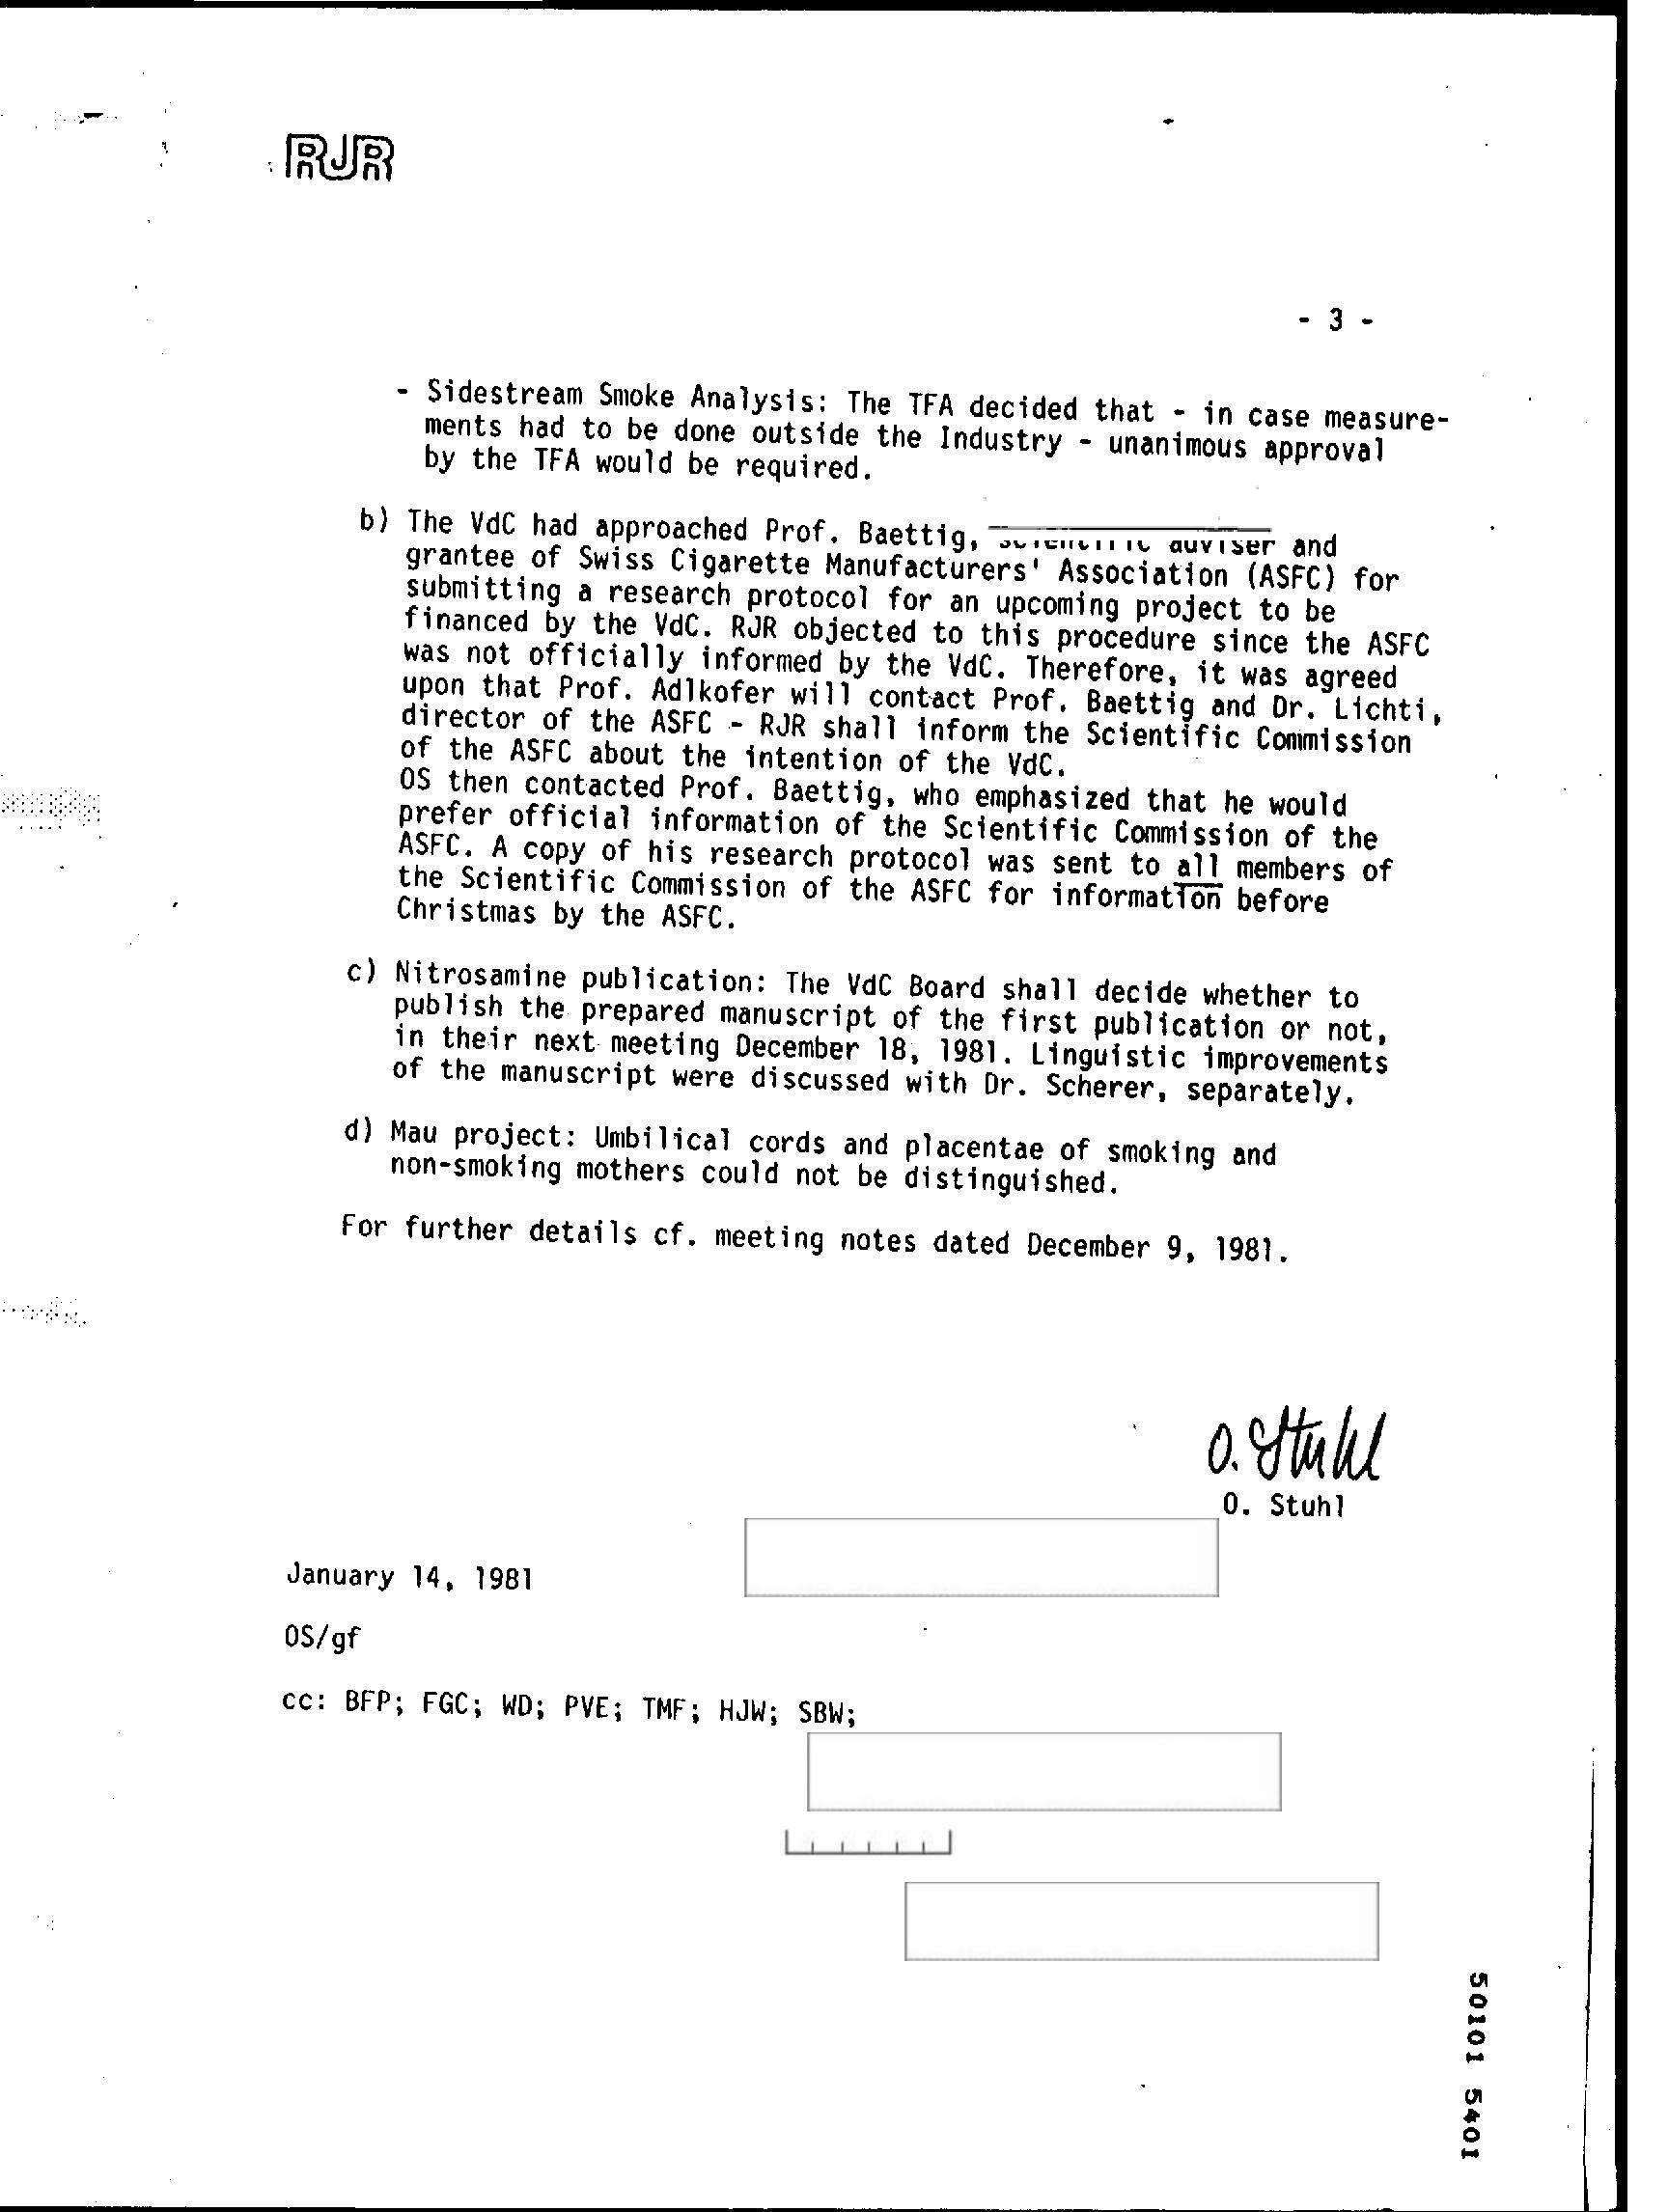 RJR
- 3 -
- Sidestream Smoke Analysis: The TFA decided that - in case measure-
ments had to be done outside the Industry - unanimous approval
by the TFA would be required.
b) The VdC had approached Prof. Baettig, scientific adviser and
grantee of Swiss Cigarette Manufacturers' Association (ASFC) for
submitting a research protocol for an upcoming project to be
financed by the VdC. RJR objected to this procedure since the ASFC
was not officially informed by the VdC. Therefore, it was agreed
upon that Prof. Adlkofer will contact Prof. Baettig and Dr. Lichti,
director of the ASFC - RJR shall inform the Scientific Commission
of the ASFC about the intention of the VdC.
OS then contacted Prof. Baettig, who emphasized that he would
prefer official information of the Scientific Commission of the
ASFC. A copy of his research protocol was sent to all members of
the Scientific Commission of the ASFC for information before
Christmas by the ASFC.
c) Nitrosamine publication: The VdC Board shall decide whether to
publish the prepared manuscript of the first publication or not,
in their next meeting December 18, 1981. Linguistic improvements
of the manuscript were discussed with Dr. Scherer, separately.
d) Mau project: Umbilical cords and placentae of smoking and
non-smoking mothers could not be distinguished.
For further details cf. meeting notes dated December 9, 1981.
O. Stuhl
O. Stuhl
January 14, 1981
OS/gf
cc: BFP; FGC; WD; PVE; TMF; HJW; SBW;
50101 5401